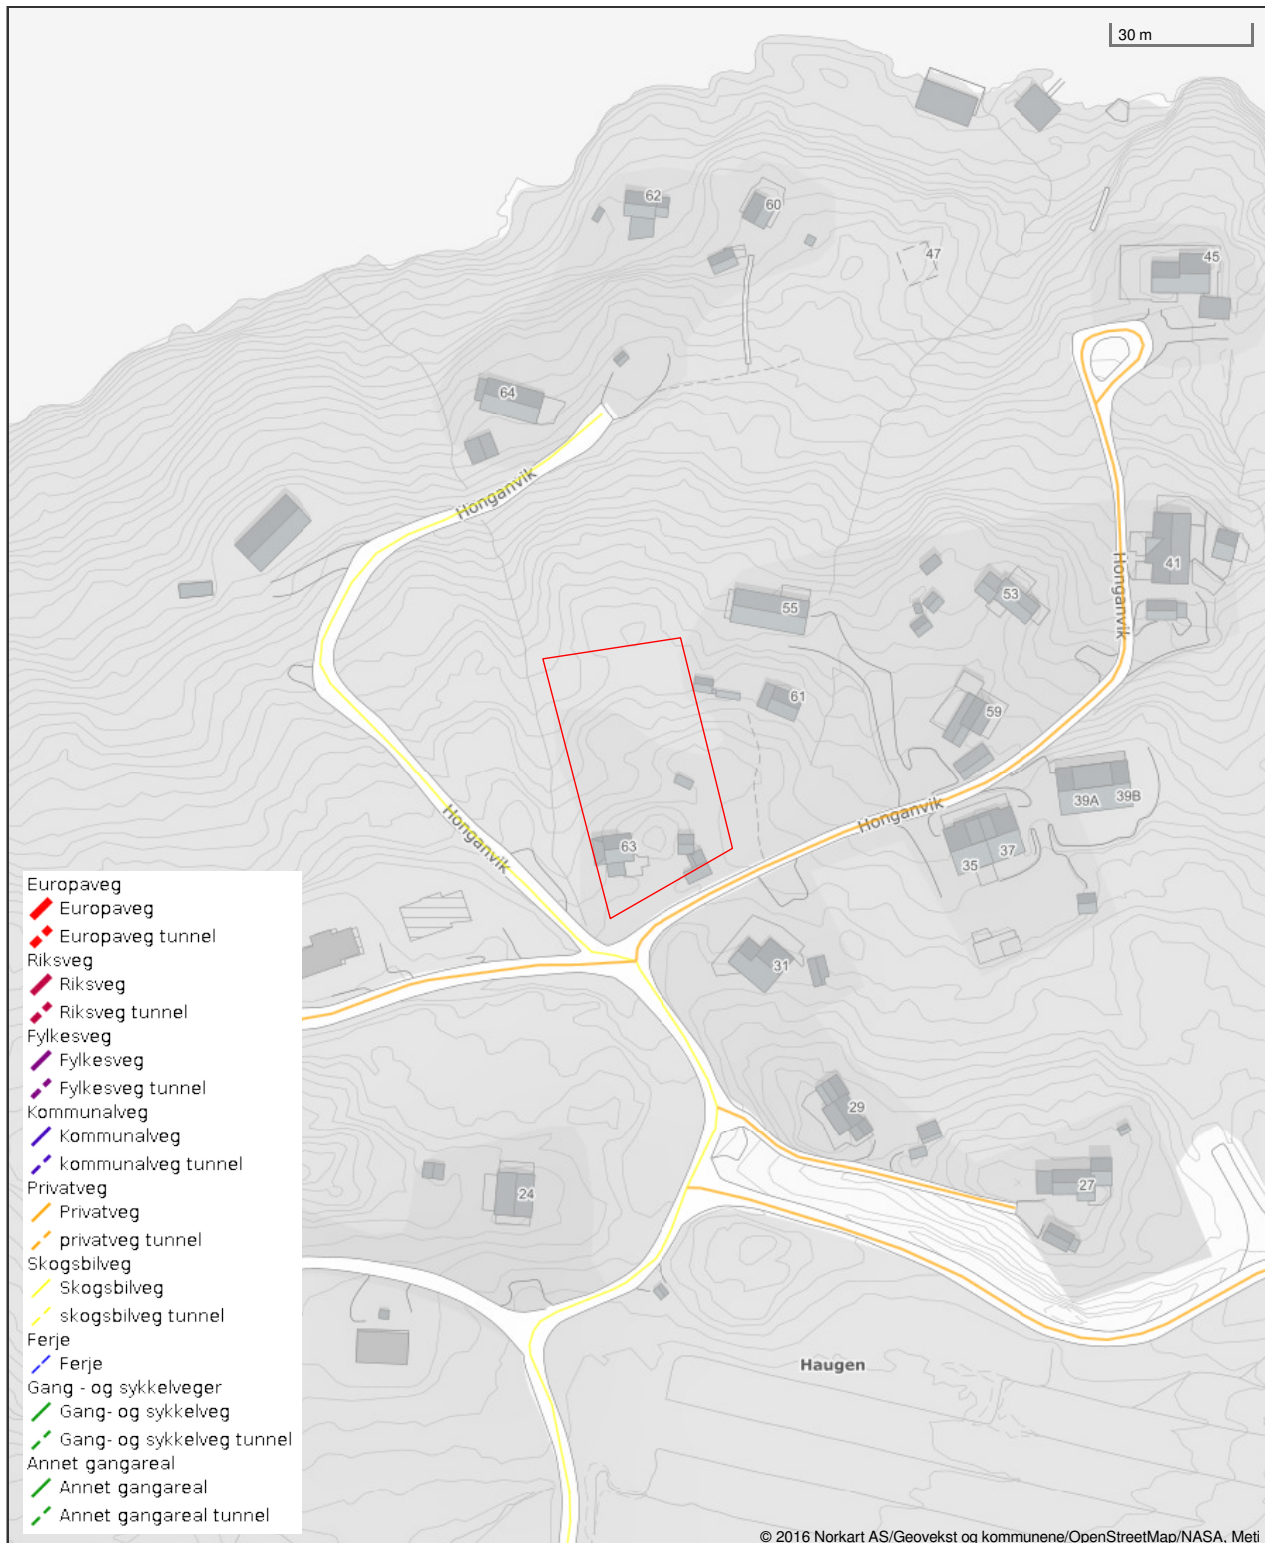 30 m
62
60
47
45
64
Honganvik
41
Honganvik
53
55
61
59
39A
39B
Honganvik
Honganvik
63
35
37
31
29
27
24
Haugen
Europaveg
Europaveg
Europaveg tunnel
Riksveg
Riksveg
Riksveg tunnel
Fylkesveg
Fylkesveg
Fylkesveg tunnel
Kommunalveg
Kommunalveg
kommunalveg tunnel
Privatveg
Privatveg
privatveg tunnel
Skogsbilveg
Skogsbilveg
skogsbilveg tunnel
Ferje
Ferje
Gang - og sykkelveger
Gang- og sykkelveg
Gang- og sykkelveg tunnel
Annet gangareal
Annet gangareal
Annet gangareal tunnel
© 2016 Norkart AS/Geovekst og kommunene/OpenStreetMap/NASA, Meti